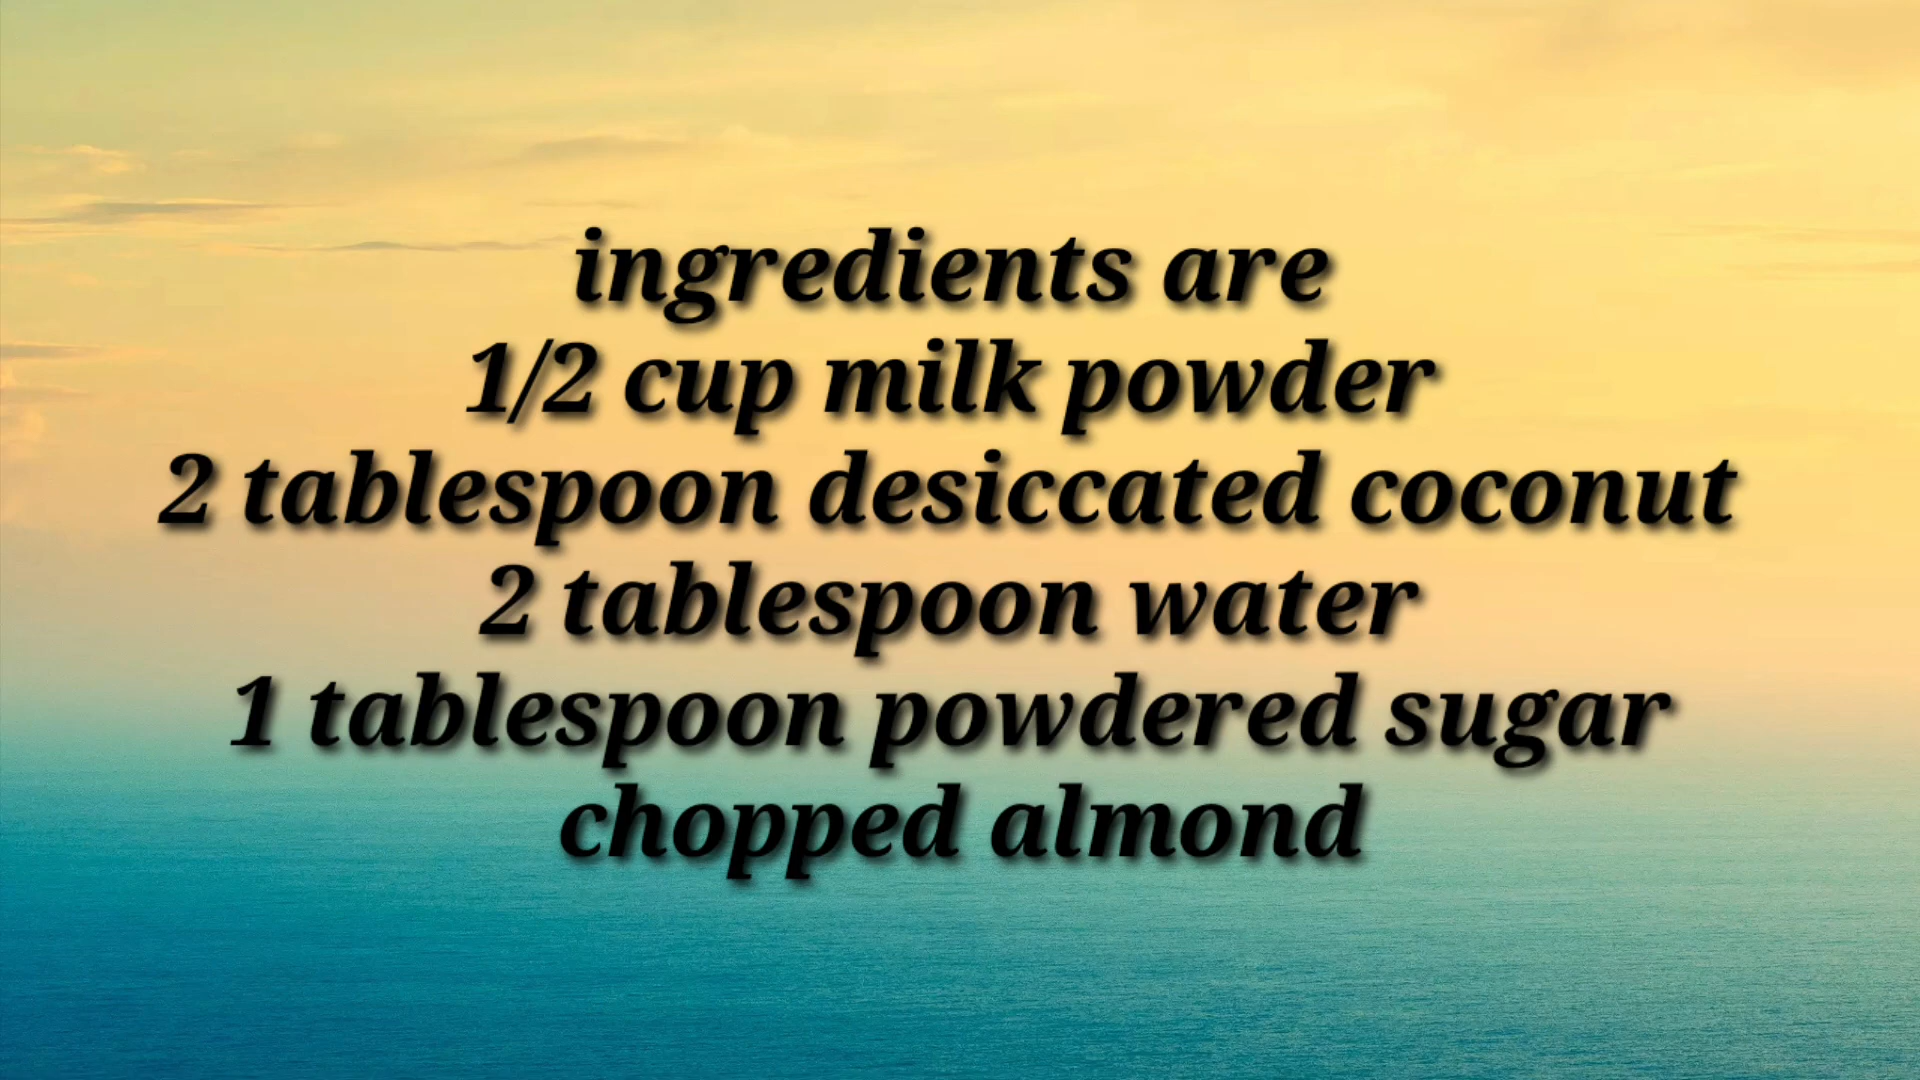 ingredients are
1/2 cup milk powder
2 tablespoon desiccated coconut
2 tablespoon water
1 tablespoon powdered sugar
chopped almond